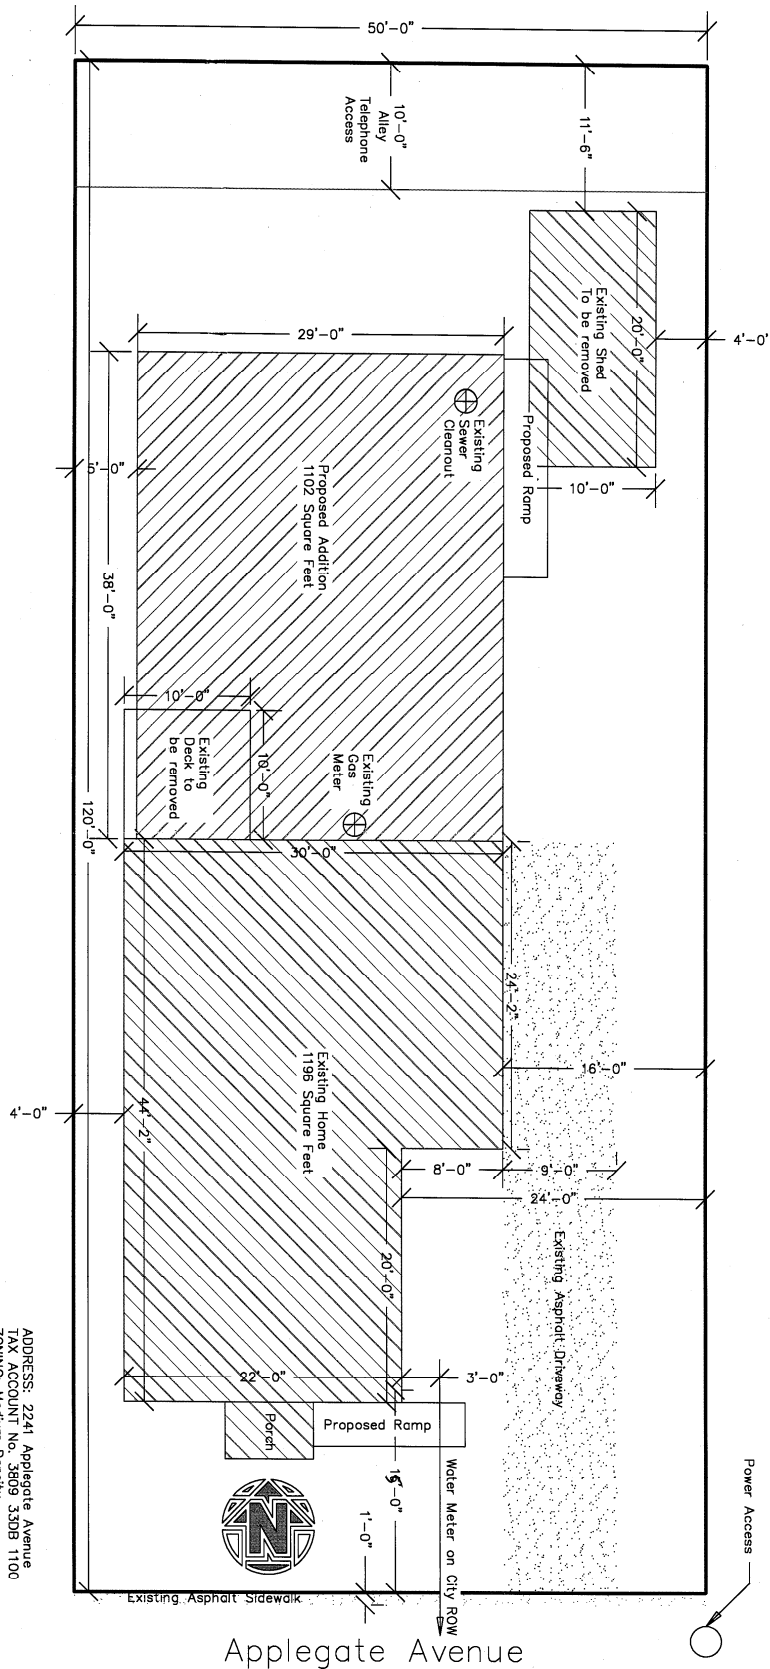 50'-0"
10'-0"
Alley
Telephone
Access
11'-6"
Existing Shed
To be removed
20'-0"
4'-0"
29'-0"
Existing
Sewer
Cleanout
Proposed Ramp
10'-0"
5'-0"
Proposed Addition
1102 Square Feet
38'-0"
10'-0"
Existing
Deck to
be removed
10'-0"
Existing
Gas
Meter
120'-0"
30'-0"
24'-2"
16'-0"
Existing Home
1196 Square Feet
4'-0"
44'-2"
8'-0"
9'-0"
24'-0"
20'-0"
Existing Asphalt Driveway
22'-0"
3'-0"
Porch
Proposed Ramp
N
1'-0"
Water Meter on City ROW
Power Access
Existing Asphalt Sidewalk
Applegate Avenue
ADDRESS: 2241 Applegate Avenue
TAX ACCOUNT No. 3809 33DB 1100